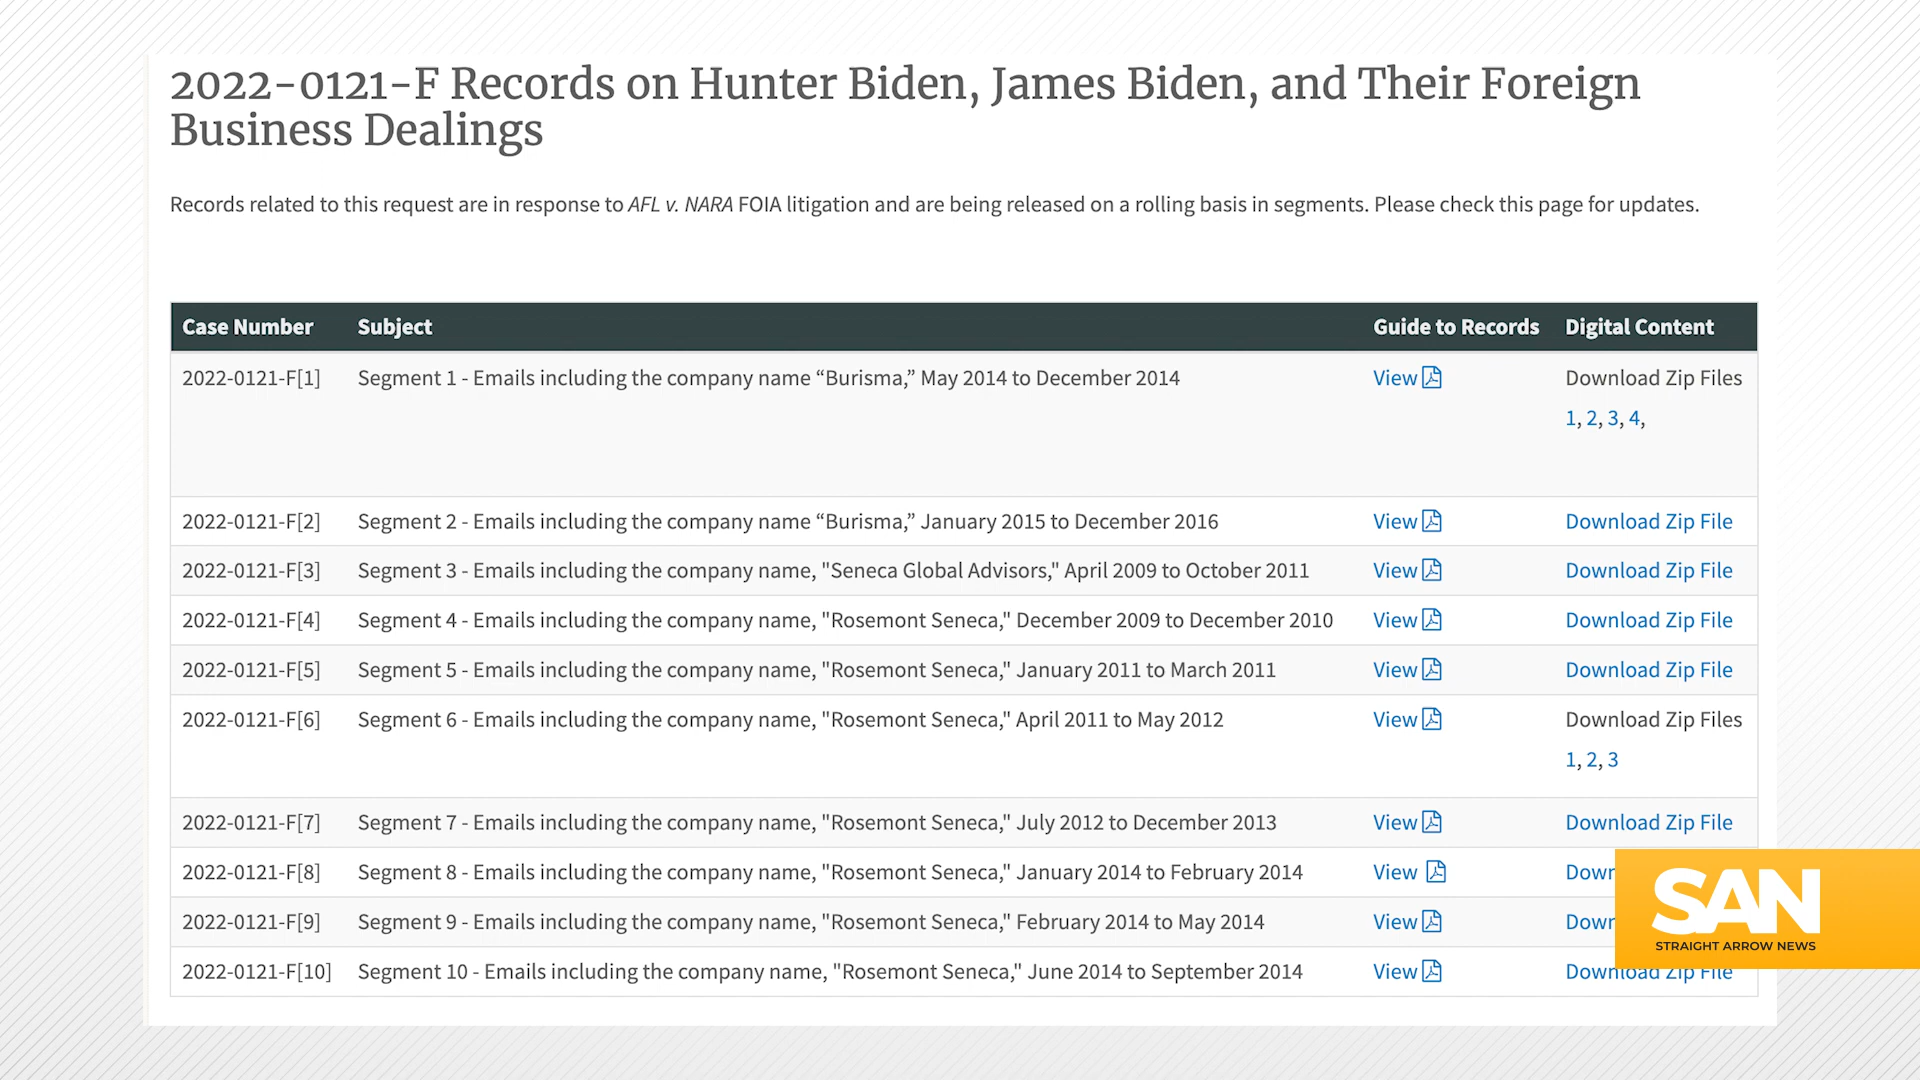 2022-0121-F Records on Hunter Biden, James Biden, and Their Foreign
Business Dealings
Records related to this request are in response to AFL v. NARA FOIA litigation and are being released on a rolling basis in segments. Please check this page for updates.
Case Number Subject Guide to Records Digital Content
2022-0121-F[1] Segment 1 - Emails including the company name “Burisma,” May 2014 to December 2014 View Download Zip Files
1, 2, 3, 4,
2022-0121-F[2] Segment 2 - Emails including the company name “Burisma,” January 2015 to December 2016 View Download Zip File
2022-0121-F[3] Segment 3 - Emails including the company name, "Seneca Global Advisors," April 2009 to October 2011 View Download Zip File
2022-0121-F[4] Segment 4 - Emails including the company name, "Rosemont Seneca," December 2009 to December 2010 View Download Zip File
2022-0121-F[5] Segment 5 - Emails including the company name, "Rosemont Seneca," January 2011 to March 2011 View Download Zip File
2022-0121-F[6] Segment 6 - Emails including the company name, "Rosemont Seneca," April 2011 to May 2012 View Download Zip Files
1, 2, 3
2022-0121-F[7] Segment 7 - Emails including the company name, "Rosemont Seneca," July 2012 to December 2013 View Download Zip File
2022-0121-F[8] Segment 8 - Emails including the company name, "Rosemont Seneca," January 2014 to February 2014 View
2022-0121-F[9] Segment 9 - Emails including the company name, "Rosemont Seneca," February 2014 to May 2014 View
2022-0121-F[10] Segment 10 - Emails including the company name, "Rosemont Seneca," June 2014 to September 2014 View Download Zip File
SAN
STRAIGHT ARROW NEWS